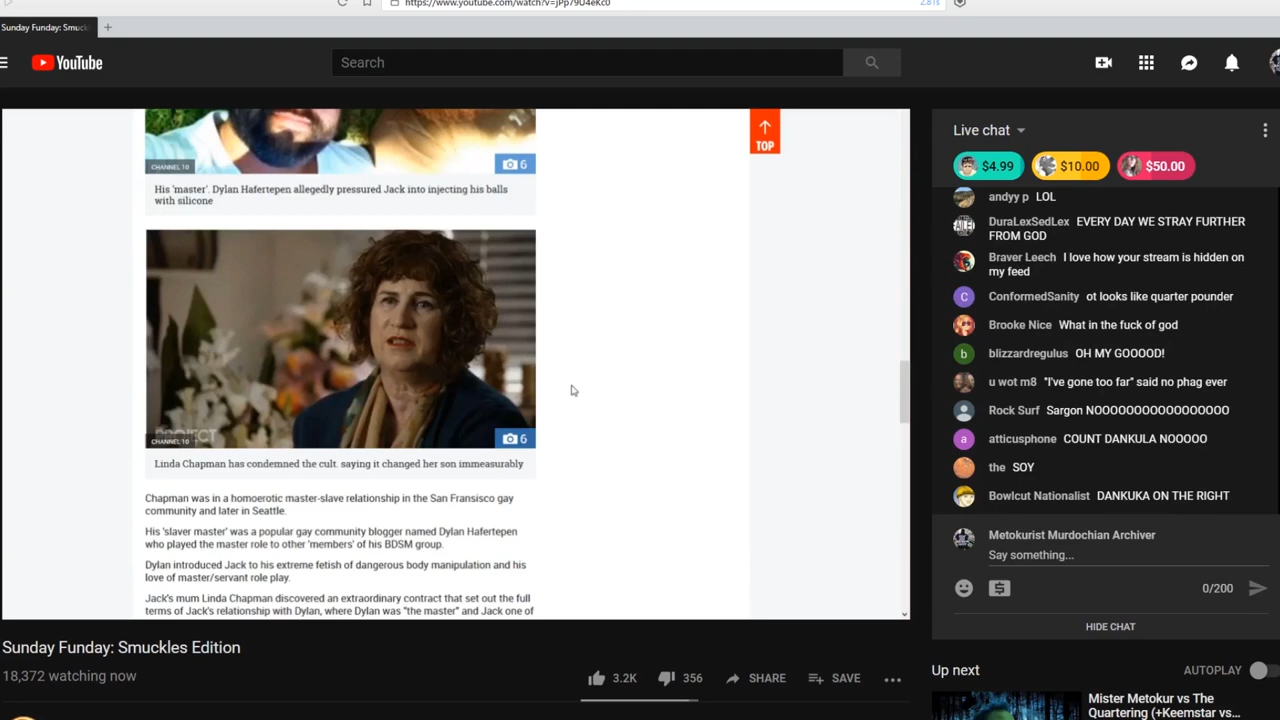 https://www.youtube.com/watch?v=jPp79U4eKc0
2.81s
Sunday Funday: Smuck
YouTube
Search
CHANNEL 10
6
His 'master'. Dylan Hafertepen allegedly pressured Jack into injecting his balls
with silicone
TOP
PROJECT
CHANNEL 10
6
Linda Chapman has condemned the cult. saying it changed her son immeasurably
Chapman was in a homoerotic master-slave relationship in the San Fransisco gay
community and later in Seattle.
His 'slaver master' was a popular gay community blogger named Dylan Hafertepen
who played the master role to other 'members' of his BDSM group.
Dylan introduced Jack to his extreme fetish of dangerous body manipulation and his
love of master/servant role play.
Jack's mum Linda Chapman discovered an extraordinary contract that set out the full
terms of Jack's relationship with Dylan, where Dylan was "the master" and Jack one of
Sunday Funday: Smuckles Edition
18,372 watching now
3.2K
356
SHARE
SAVE
Live chat
$4.99
$10.00
$50.00
andyy p LOL
DuraLexSedLex EVERY DAY WE STRAY FURTHER
FROM GOD
Braver Leech I love how your stream is hidden on
my feed
ConformedSanity ot looks like quarter pounder
Brooke Nice What in the fuck of god
blizzardregulus OH MY GOOOOD!
u wot m8 "I've gone too far" said no phag ever
Rock Surf Sargon NOOOOOOOOOOOOOOOOO
atticusphone COUNT DANKULA NOOOOO
the SOY
Bowlcut Nationalist DANKUKA ON THE RIGHT
Metokurist Murdochian Archiver
Say something...
0/200
HIDE CHAT
Up next
AUTOPLAY
Mister Metokur vs The
Quartering (+Keemstar vs...